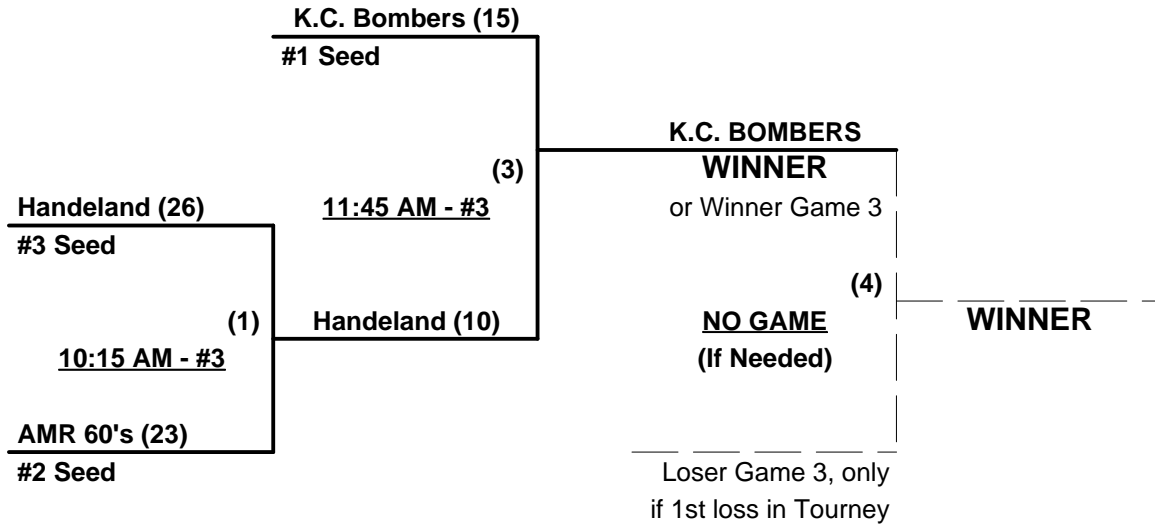 K.C. Bombers (15)
#1 Seed
K.C. BOMBERS
WINNER
or Winner Game 3
(3)
11:45 AM - #3
Handeland (26)
#3 Seed
(1)
10:15 AM - #3
Handeland (10)
(4)
NO GAME
(If Needed)
WINNER
AMR 60's (23)
#2 Seed
Loser Game 3, only
if 1st loss in Tourney